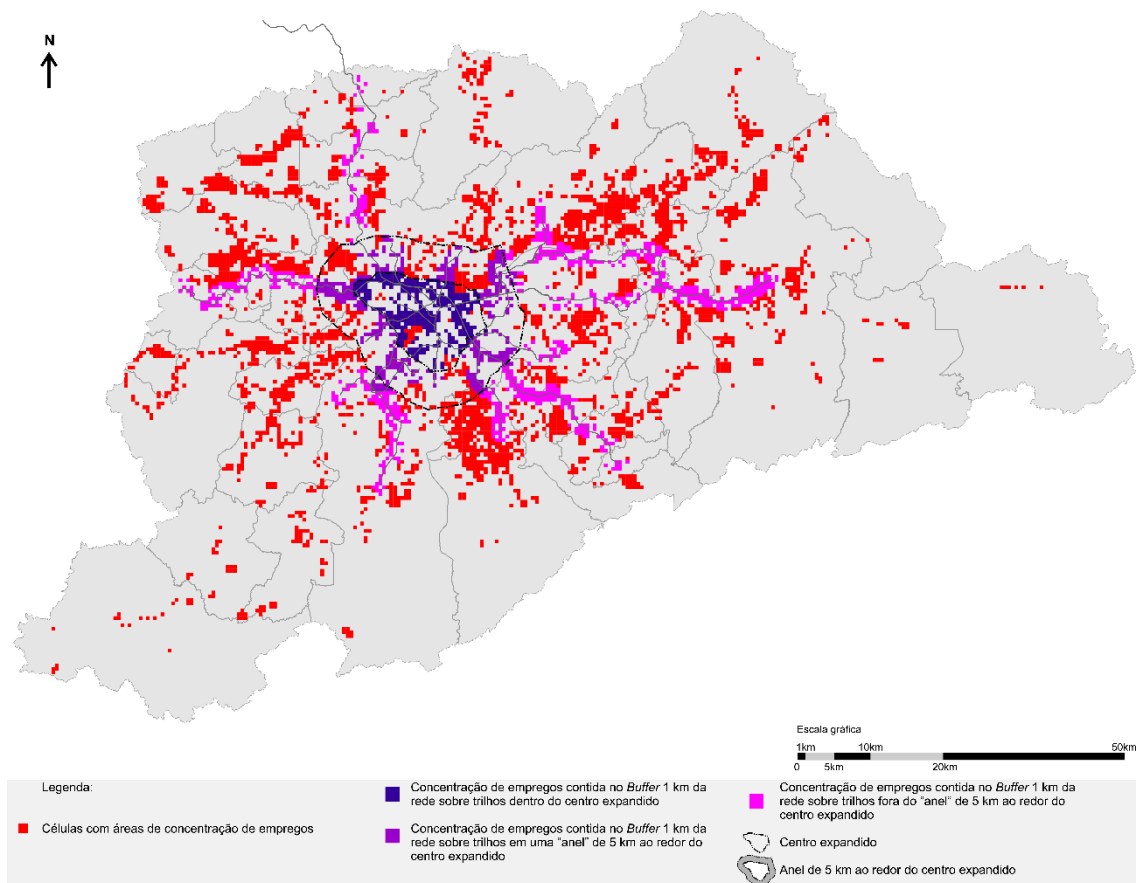 N
Escala gráfica
1km 10km 50km
0 5km 20km
Legenda:
Células com áreas de concentração de empregos
Concentração de empregos contida no Buffer 1 km da
rede sobre trilhos dentro do centro expandido
Concentração de empregos contida no Buffer 1 km da
rede sobre trilhos em uma “anel” de 5 km ao redor do
centro expandido
Concentração de empregos contida no Buffer 1 km da
rede sobre trilhos fora do “anel” de 5 km ao redor do
centro expandido
Centro expandido
Anel de 5 km ao redor do centro expandido